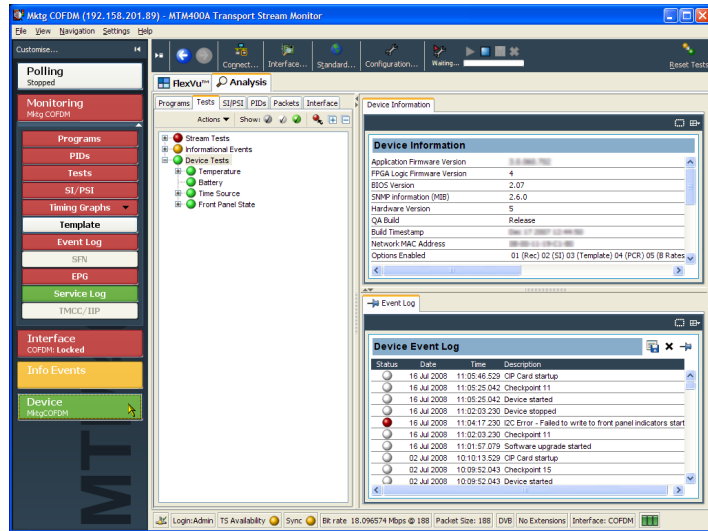 Mktg COFDM (192.158.201.89) - MTM400A Transport Stream Monitor
File View Navigation Settings Help
Customise...
Polling
Stopped
Monitoring
Mktg COFDM
Programs
PIDs
Tests
SI/PSI
Timing Graphs
Template
Event Log
SFN
EPG
Service Log
TMCC/IIP
Interface
COFDM: Locked
Info Events
Device
MktgCOFDM
MTM
Connect... Interface... Standard... Configuration... Waiting... Reset Tests
FlexVu™ Analysis
Programs Tests SI/PSI PIDs Packets Interface
Actions Show:
Stream Tests
Informational Events
Device Tests
Temperature
Battery
Time Source
Front Panel State
Device Information
Device Information
Application Firmware Version
FPGA Logic Firmware Version 4
BIOS Version 2.07
SNMP information (MIB) 2.6.0
Hardware Version 5
QA Build Release
Build Timestamp
Network MAC Address
Options Enabled 01 (Rec) 02 (SI) 03 (Template) 04 (PCR) 05 (B Rates
Event Log
Device Event Log
Status Date Time Description
16 Jul 2008 11:05:46.529 CIP Card startup
16 Jul 2008 11:05:25.042 Checkpoint 11
16 Jul 2008 11:05:25.042 Device started
16 Jul 2008 11:02:03.230 Device stopped
16 Jul 2008 11:04:17.230 I2C Error - Failed to write to front panel indicators start
16 Jul 2008 11:02:03.230 Checkpoint 11
16 Jul 2008 11:01:57.079 Software upgrade started
02 Jul 2008 10:10:13.529 CIP Card startup
02 Jul 2008 10:09:52.043 Checkpoint 15
02 Jul 2008 10:09:52.043 Device started
Login:Admin TS Availability Sync Bit rate 18.096574 Mbps @ 188 Packet Size: 188 DVB No Extensions Interface: COFDM